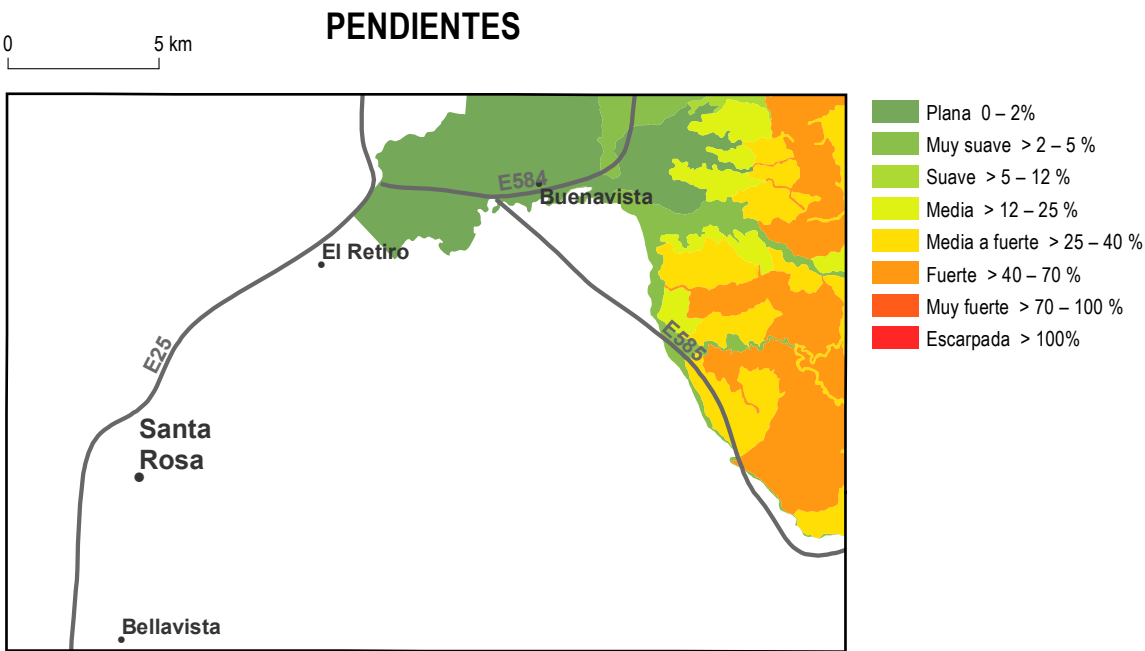 PENDIENTES
0 5 km
Plana 0 – 2%
Muy suave > 2 – 5 %
Suave > 5 – 12 %
Media > 12 – 25 %
Media a fuerte > 25 – 40 %
Fuerte > 40 – 70 %
Muy fuerte > 70 – 100 %
Escarpada > 100%
E584
Buenavista
El Retiro
E25
E585
Santa
Rosa
Bellavista